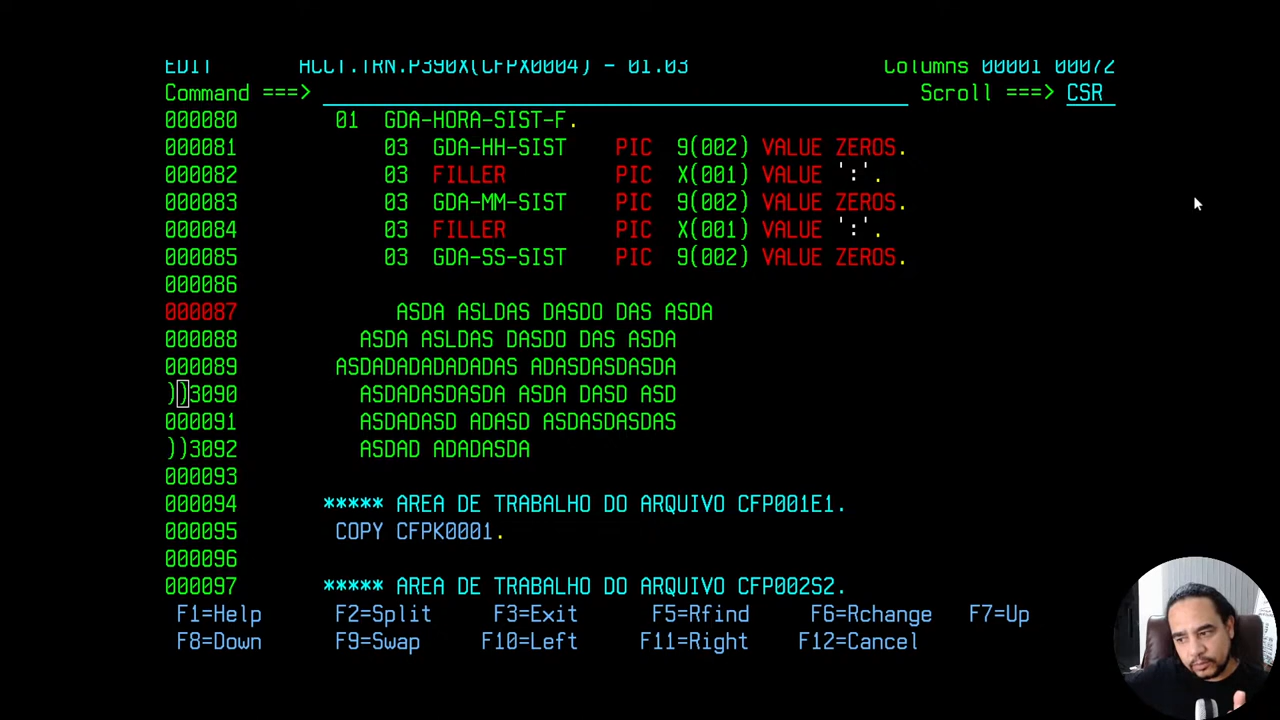 EDIT ACCT.TRN.P390X(CFPX0004) - 01.03 Columns 00001 00072
Command ===> Scroll ===> CSR
000080 01 GDA-HORA-SIST-F.
000081 03 GDA-HH-SIST PIC 9(002) VALUE ZEROS.
000082 03 FILLER PIC X(001) VALUE ':'.
000083 03 GDA-MM-SIST PIC 9(002) VALUE ZEROS.
000084 03 FILLER PIC X(001) VALUE ':'.
000085 03 GDA-SS-SIST PIC 9(002) VALUE ZEROS.
000086
000087 ASDA ASLDAS DASDO DAS ASDA
000088 ASDA ASLDAS DASDO DAS ASDA
000089 ASDADADADADADAS ADASDASDASDA
))3090 ASDADASDASDA ASDA DASD ASD
000091 ASDADASD ADASD ASDASDASDAS
))3092 ASDAD ADADASDA
000093
000094 ***** AREA DE TRABALHO DO ARQUIVO CFP001E1.
000095 COPY CFPK0001.
000096
000097 ***** AREA DE TRABALHO DO ARQUIVO CFP002S2.
F1=Help F2=Split F3=Exit F5=Rfind F6=Rchange F7=Up
F8=Down F9=Swap F10=Left F11=Right F12=Cancel